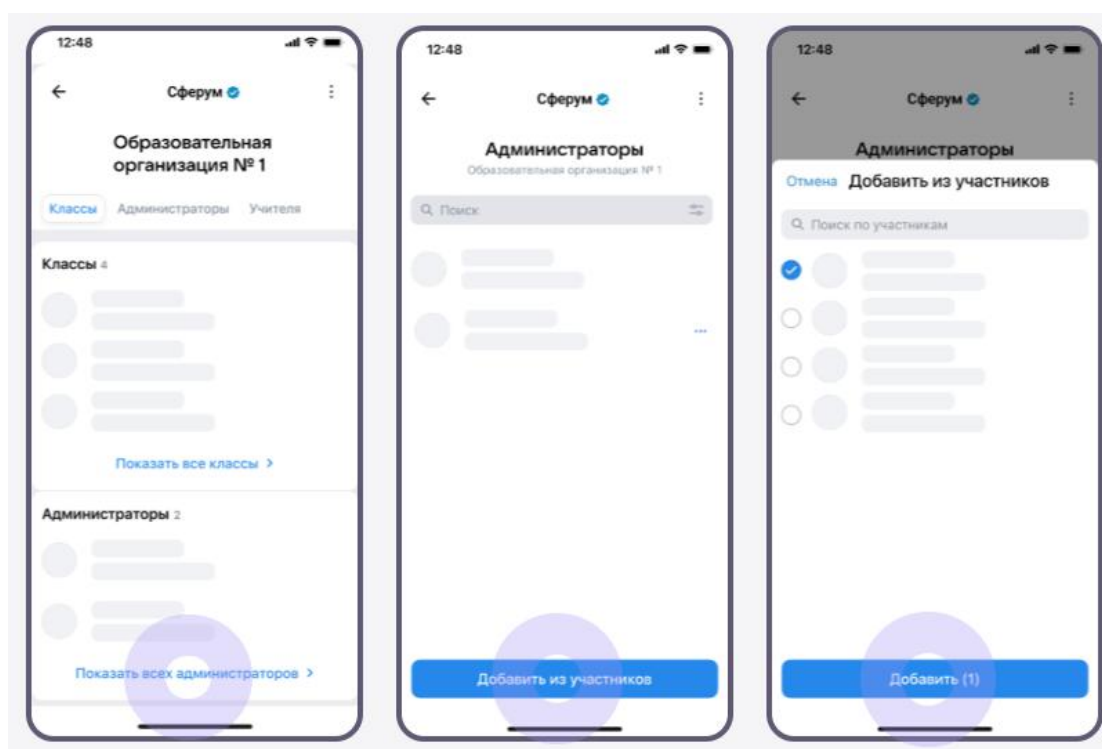 12:48
Сферум
Образовательная
организация № 1
Классы Администраторы Учителя
Классы 4
Показать все классы >
Администраторы 2
Показать всех администраторов >
12:48
Сферум
Администраторы
Образовательная организация № 1
Поиск
Добавить из участников
12:48
Сферум
Администраторы
Отмена Добавить из участников
Поиск по участникам
Добавить (1)